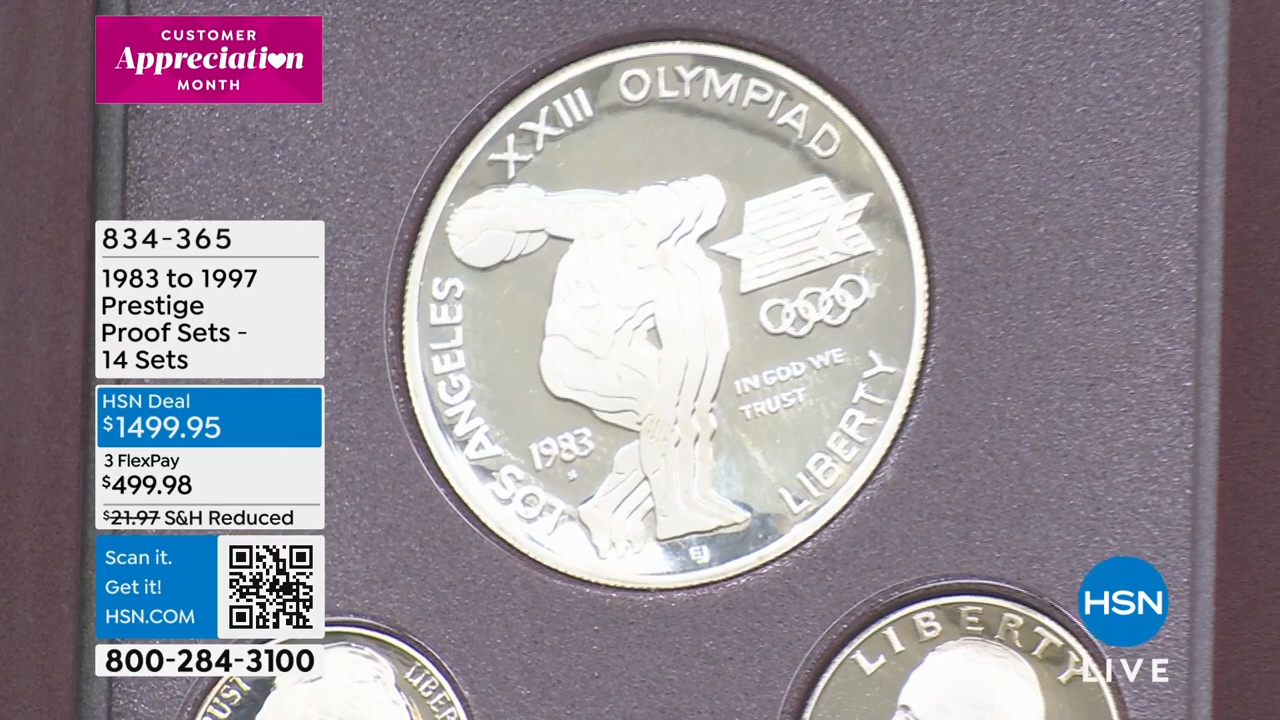 CUSTOMER
Appreciation
MONTH
834-365
1983 to 1997
Prestige
Proof Sets -
14 Sets
HSN Deal
$1499.95
3 FlexPay
$499.98
$21.97 S&H Reduced
Scan it.
Get it!
HSN.COM
800-284-3100
XXIII OLYMPIAD
LOS ANGELES
1983
IN GOD WE
TRUST
LIBERTY
EJ
LIBERTY
HSN
LIVE